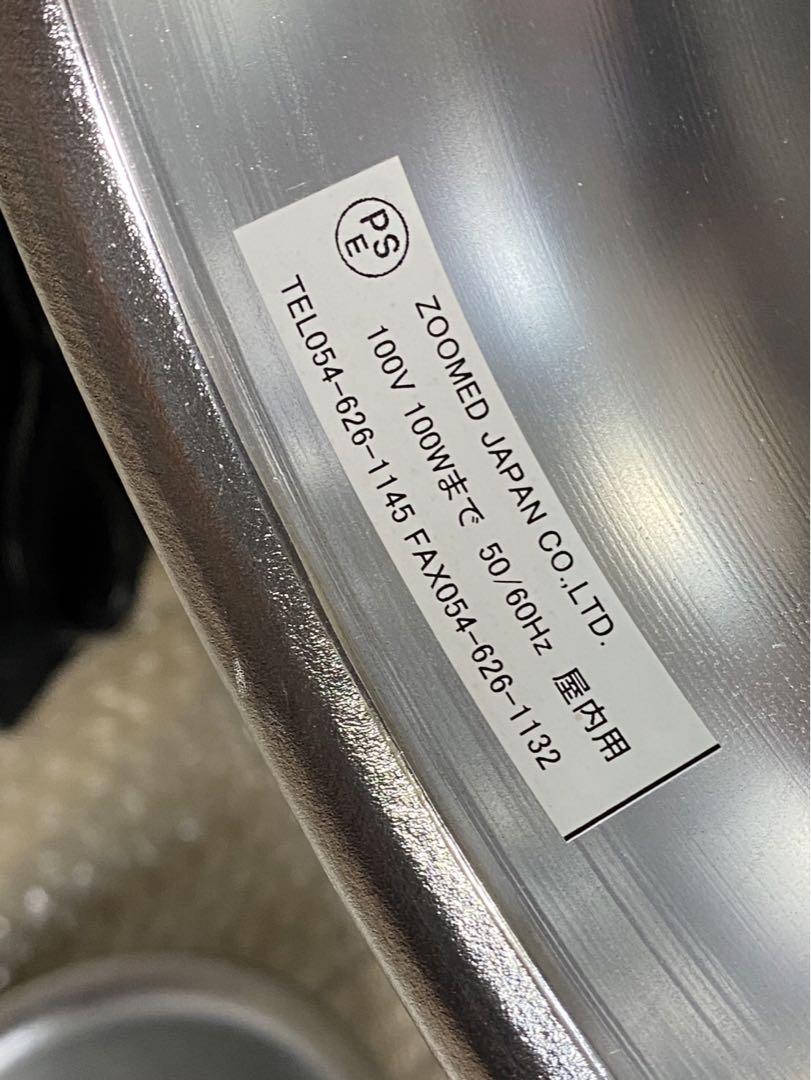 PS
E
ZOOMED JAPAN CO.,LTD.
100V 100Wまで 50/60Hz 屋内用
TEL054-626-1145 FAX054-626-1132